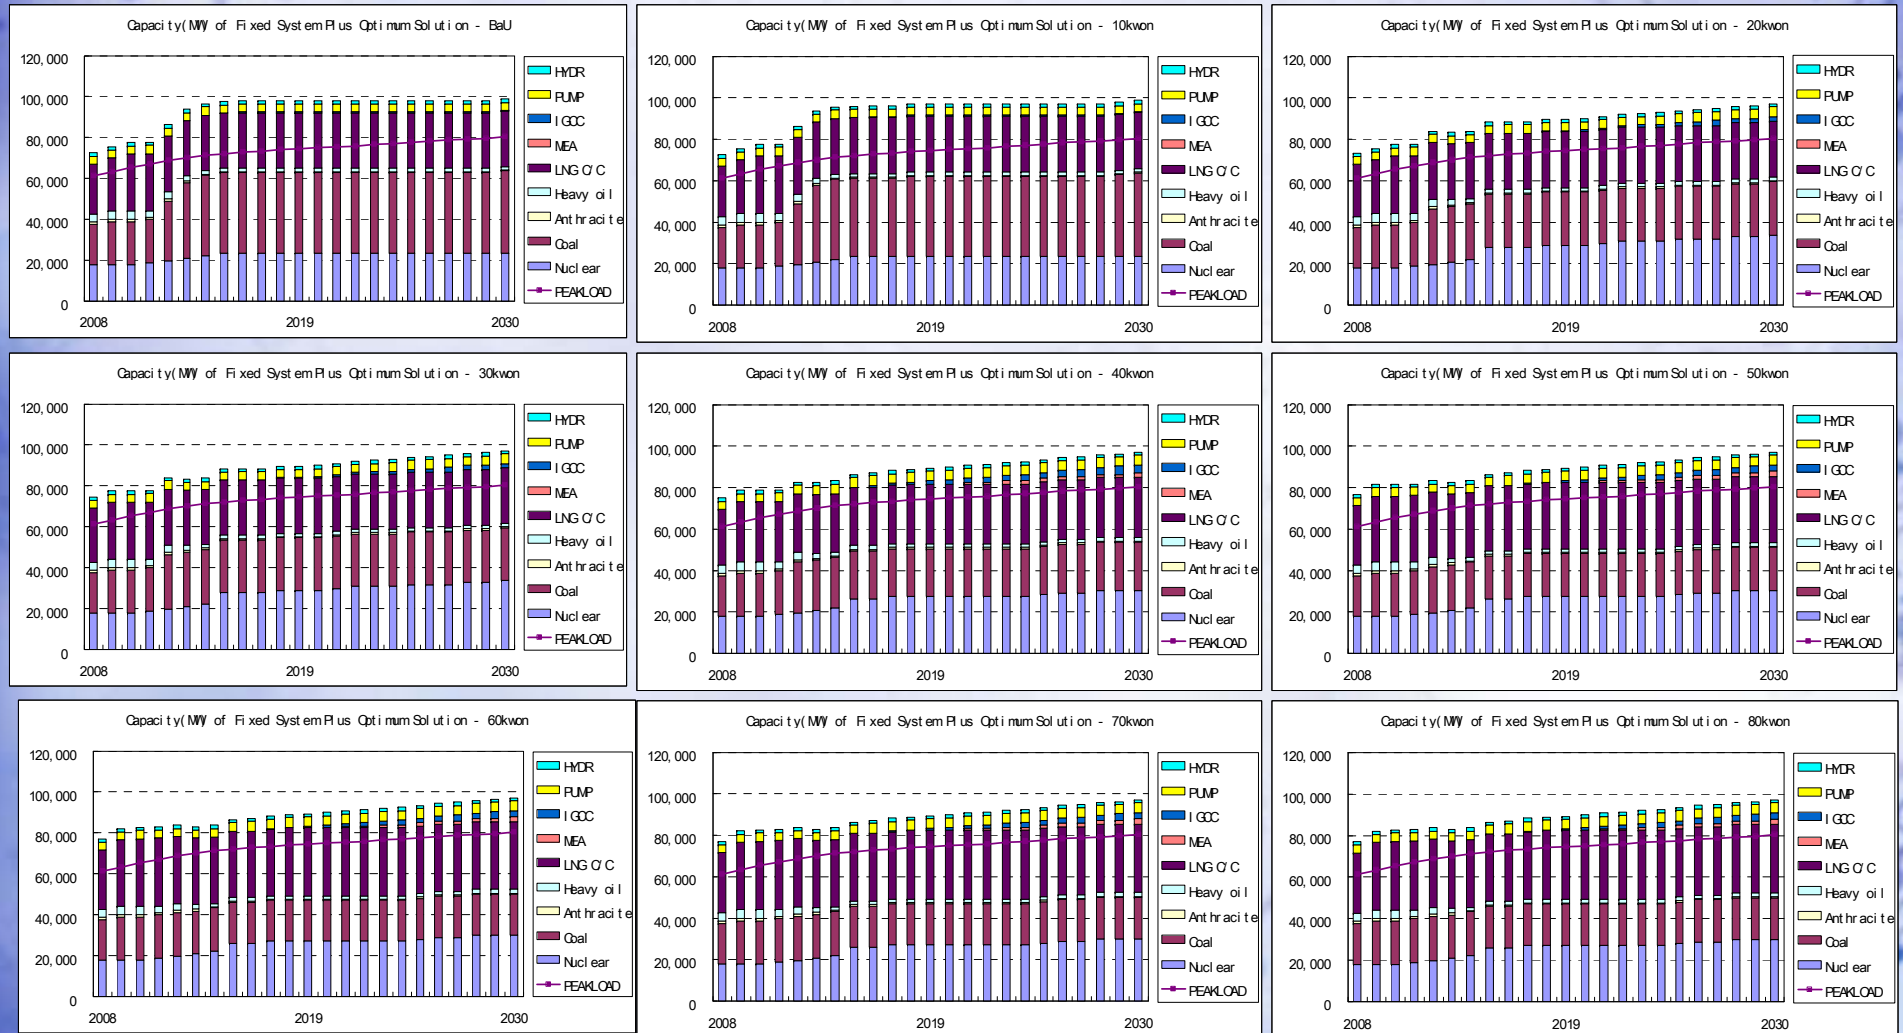 Capacity(MW) of Fixed System Plus Optimum Solution - BaU
120,000
100,000
80,000
60,000
40,000
20,000
0
2008
2019
2030
HYDR
PUMP
IGCC
MEA
LNG C/C
Heavy oil
Anthracite
Coal
Nuclear
PEAKLOAD
Capacity(MW) of Fixed System Plus Optimum Solution - 10kwon
120,000
100,000
80,000
60,000
40,000
20,000
0
2008
2019
2030
HYDR
PUMP
IGCC
MEA
LNG C/C
Heavy oil
Anthracite
Coal
Nuclear
PEAKLOAD
Capacity(MW) of Fixed System Plus Optimum Solution - 20kwon
120,000
100,000
80,000
60,000
40,000
20,000
0
2008
2019
2030
HYDR
PUMP
IGCC
MEA
LNG C/C
Heavy oil
Anthracite
Coal
Nuclear
PEAKLOAD
Capacity(MW) of Fixed System Plus Optimum Solution - 30kwon
120,000
100,000
80,000
60,000
40,000
20,000
0
2008
2019
2030
HYDR
PUMP
IGCC
MEA
LNG C/C
Heavy oil
Anthracite
Coal
Nuclear
PEAKLOAD
Capacity(MW) of Fixed System Plus Optimum Solution - 40kwon
120,000
100,000
80,000
60,000
40,000
20,000
0
2008
2019
2030
HYDR
PUMP
IGCC
MEA
LNG C/C
Heavy oil
Anthracite
Coal
Nuclear
PEAKLOAD
Capacity(MW) of Fixed System Plus Optimum Solution - 50kwon
120,000
100,000
80,000
60,000
40,000
20,000
0
2008
2019
2030
HYDR
PUMP
IGCC
MEA
LNG C/C
Heavy oil
Anthracite
Coal
Nuclear
PEAKLOAD
Capacity(MW) of Fixed System Plus Optimum Solution - 60kwon
120,000
100,000
80,000
60,000
40,000
20,000
0
2008
2019
2030
HYDR
PUMP
IGCC
MEA
LNG C/C
Heavy oil
Anthracite
Coal
Nuclear
PEAKLOAD
Capacity(MW) of Fixed System Plus Optimum Solution - 70kwon
120,000
100,000
80,000
60,000
40,000
20,000
0
2008
2019
2030
HYDR
PUMP
IGCC
MEA
LNG C/C
Heavy oil
Anthracite
Coal
Nuclear
PEAKLOAD
Capacity(MW) of Fixed System Plus Optimum Solution - 80kwon
120,000
100,000
80,000
60,000
40,000
20,000
0
2008
2019
2030
HYDR
PUMP
IGCC
MEA
LNG C/C
Heavy oil
Anthracite
Coal
Nuclear
PEAKLOAD